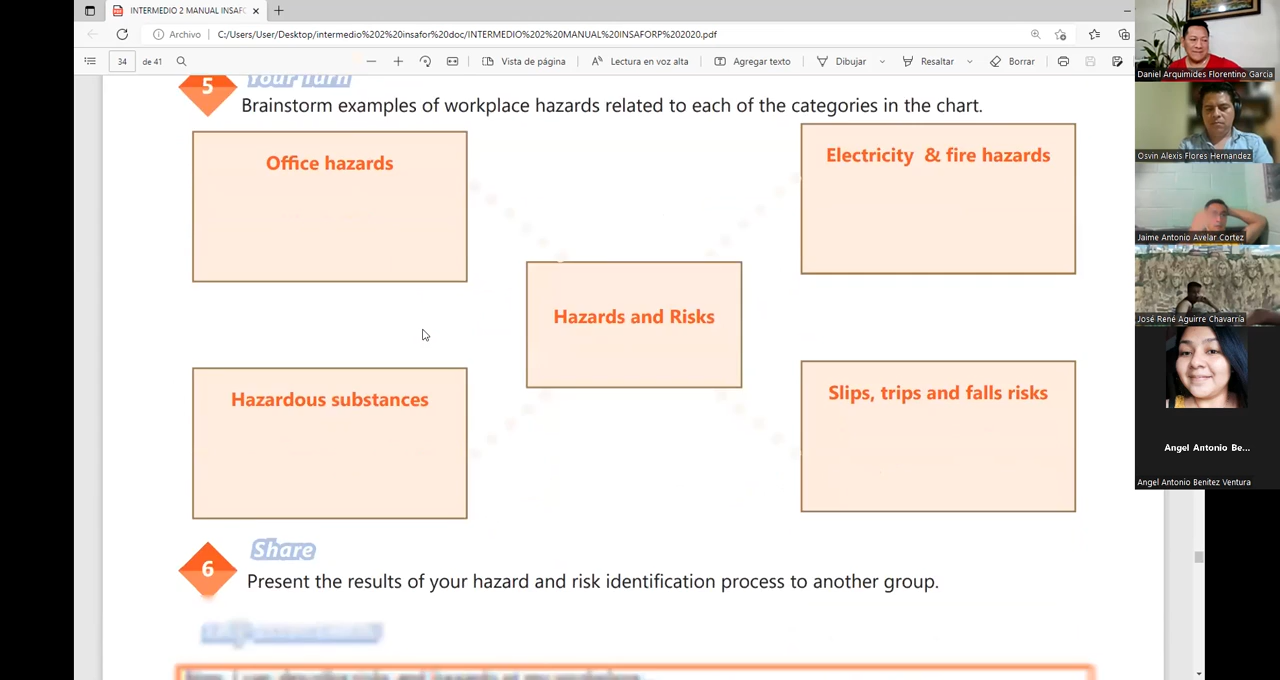 INTERMEDIO 2 MANUAL INSAFO
Archivo
C:/Users/User/Desktop/intermedio%202%20insafor%20doc/INTERMEDIO%202%20MANUAL%20INSAFORP%202020.pdf
34 de 41
Vista de página
Lectura en voz alta
Agregar texto
Dibujar
Resaltar
Borrar
5
Your Turn
Brainstorm examples of workplace hazards related to each of the categories in the chart.
Office hazards
Electricity & fire hazards
Hazards and Risks
Hazardous substances
Slips, trips and falls risks
6
Share
Present the results of your hazard and risk identification process to another group.
Daniel Arquimides Florentino Garcia
Osvin Alexis Flores Hernandez
Jaime Antonio Avelar Cortez
José René Aguirre Chavarría
Angel Antonio Be...
Angel Antonio Benitez Ventura